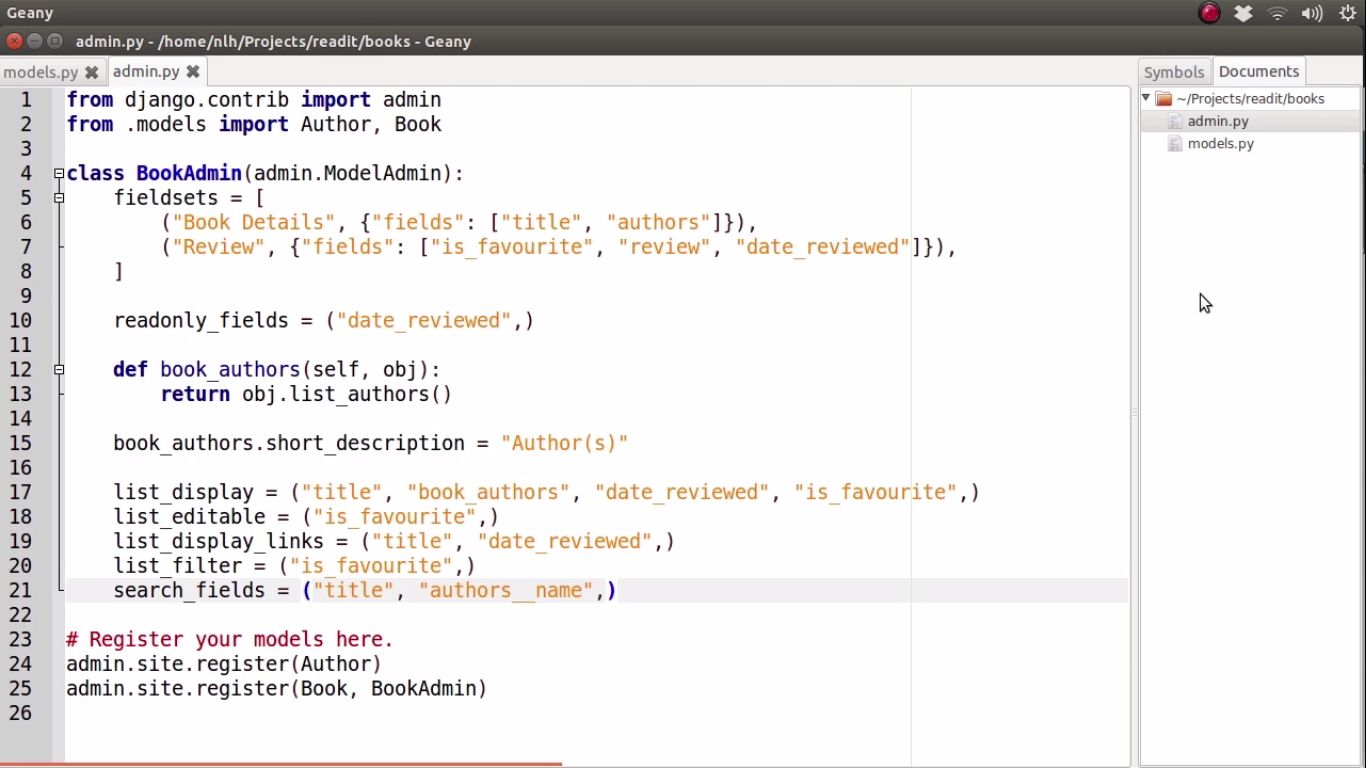 Geany
admin.py - /home/nlh/Projects/readit/books - Geany
models.py
admin.py
Symbols
Documents
~/Projects/readit/books
admin.py
models.py
1 from django.contrib import admin
2 from .models import Author, Book
3
4 class BookAdmin(admin.ModelAdmin):
5     fieldsets = [
6         ("Book Details", {"fields": ["title", "authors"]}),
7         ("Review", {"fields": ["is_favourite", "review", "date_reviewed"]}),
8     ]
9
10     readonly_fields = ("date_reviewed",)
11
12     def book_authors(self, obj):
13         return obj.list_authors()
14
15     book_authors.short_description = "Author(s)"
16
17     list_display = ("title", "book_authors", "date_reviewed", "is_favourite",)
18     list_editable = ("is_favourite",)
19     list_display_links = ("title", "date_reviewed",)
20     list_filter = ("is_favourite",)
21     search_fields = ("title", "authors__name",)
22
23 # Register your models here.
24 admin.site.register(Author)
25 admin.site.register(Book, BookAdmin)
26